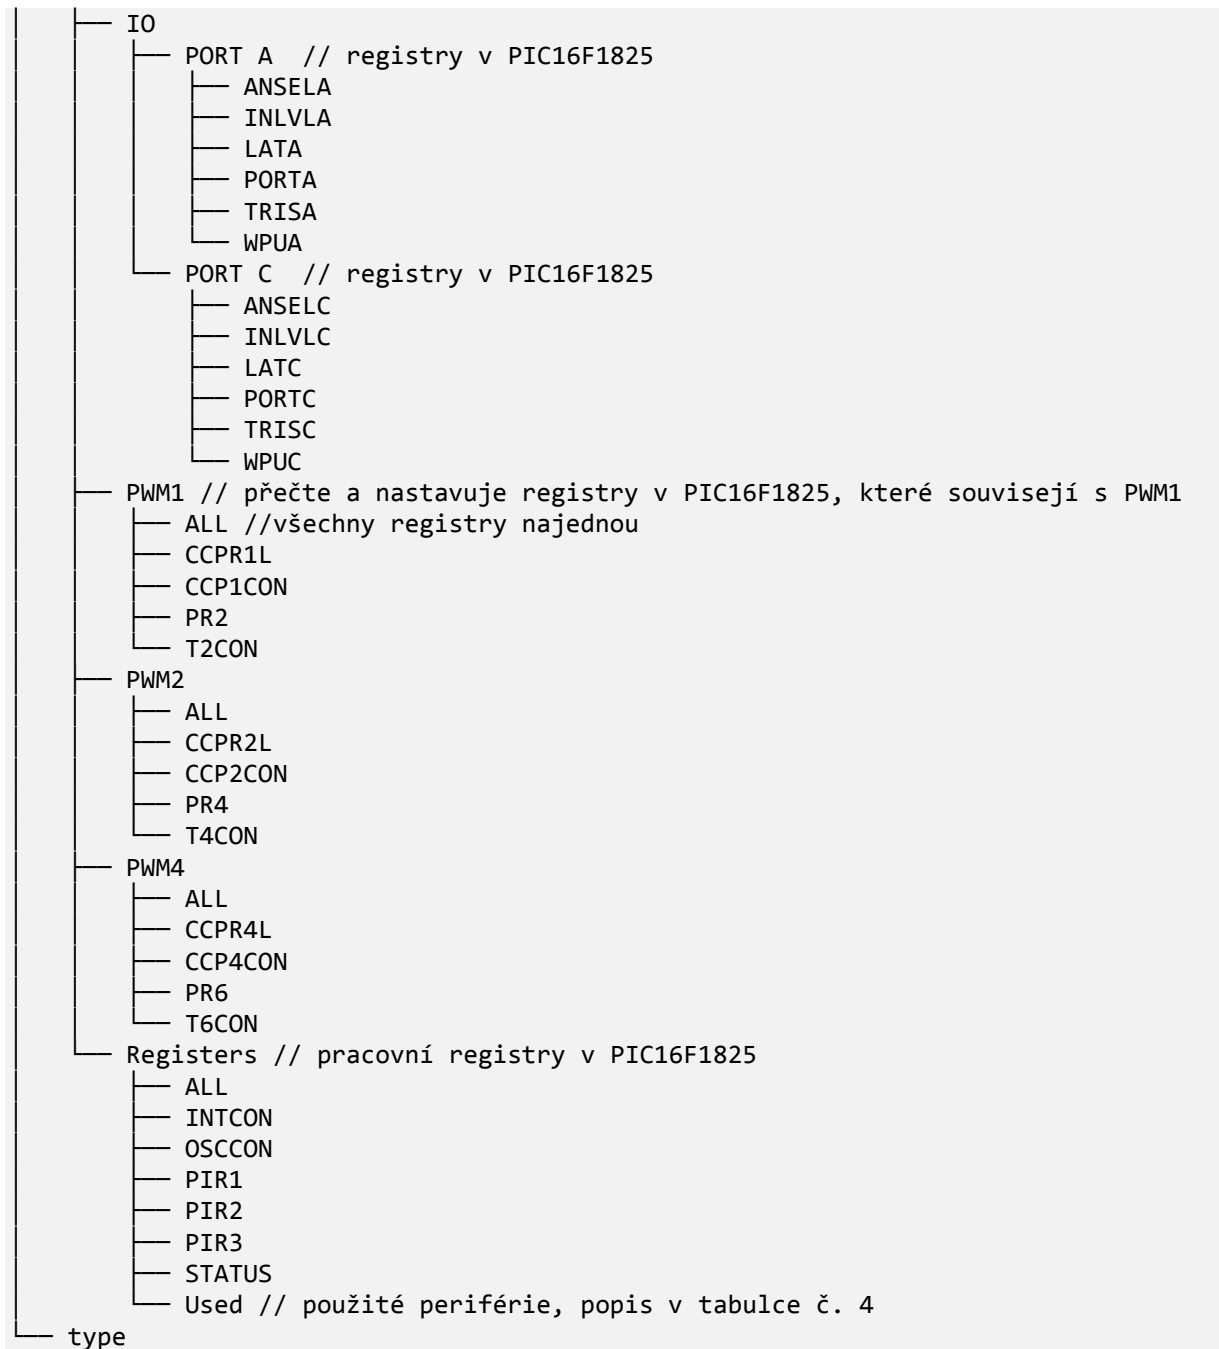 │   ├── IO
│   │   ├── PORT A  // registry v PIC16F1825
│   │   │   ├── ANSELA
│   │   │   ├── INLVLA
│   │   │   ├── LATA
│   │   │   ├── PORTA
│   │   │   ├── TRISA
│   │   │   └── WPUA
│   │   └── PORT C  // registry v PIC16F1825
│   │       ├── ANSELC
│   │       ├── INLVLC
│   │       ├── LATC
│   │       ├── PORTC
│   │       ├── TRISC
│   │       └── WPUC
│   ├── PWM1 // přečte a nastavuje registry v PIC16F1825, které souvisejí s PWM1
│   │   ├── ALL //všechny registry najednou
│   │   ├── CCPR1L
│   │   ├── CCP1CON
│   │   ├── PR2
│   │   └── T2CON
│   ├── PWM2
│   │   ├── ALL
│   │   ├── CCPR2L
│   │   ├── CCP2CON
│   │   ├── PR4
│   │   └── T4CON
│   ├── PWM4
│   │   ├── ALL
│   │   ├── CCPR4L
│   │   ├── CCP4CON
│   │   ├── PR6
│   │   └── T6CON
│   └── Registers // pracovní registry v PIC16F1825
│       ├── ALL
│       ├── INTCON
│       ├── OSCCON
│       ├── PIR1
│       ├── PIR2
│       ├── PIR3
│       ├── STATUS
│       └── Used // použité periférie, popis v tabulce č. 4
└── type